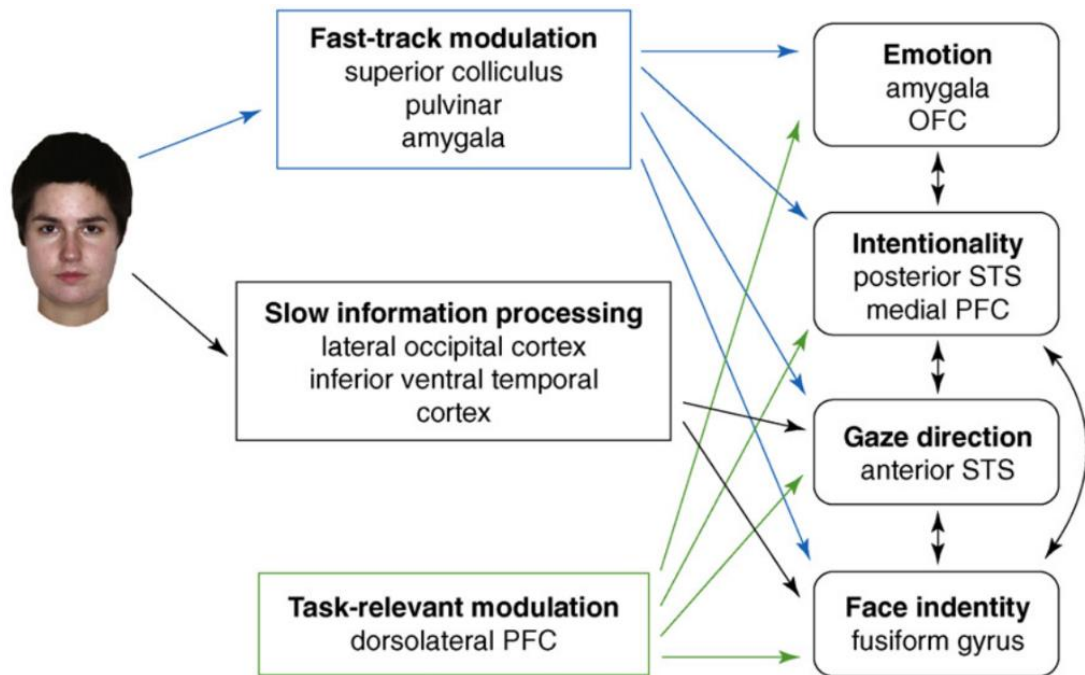 Fast-track modulation
superior colliculus
pulvinar
amygala
Emotion
amygala
OFC
Intentionality
posterior STS
medial PFC
Slow information processing
lateral occipital cortex
inferior ventral temporal
cortex
Gaze direction
anterior STS
Task-relevant modulation
dorsolateral PFC
Face indentity
fusiform gyrus